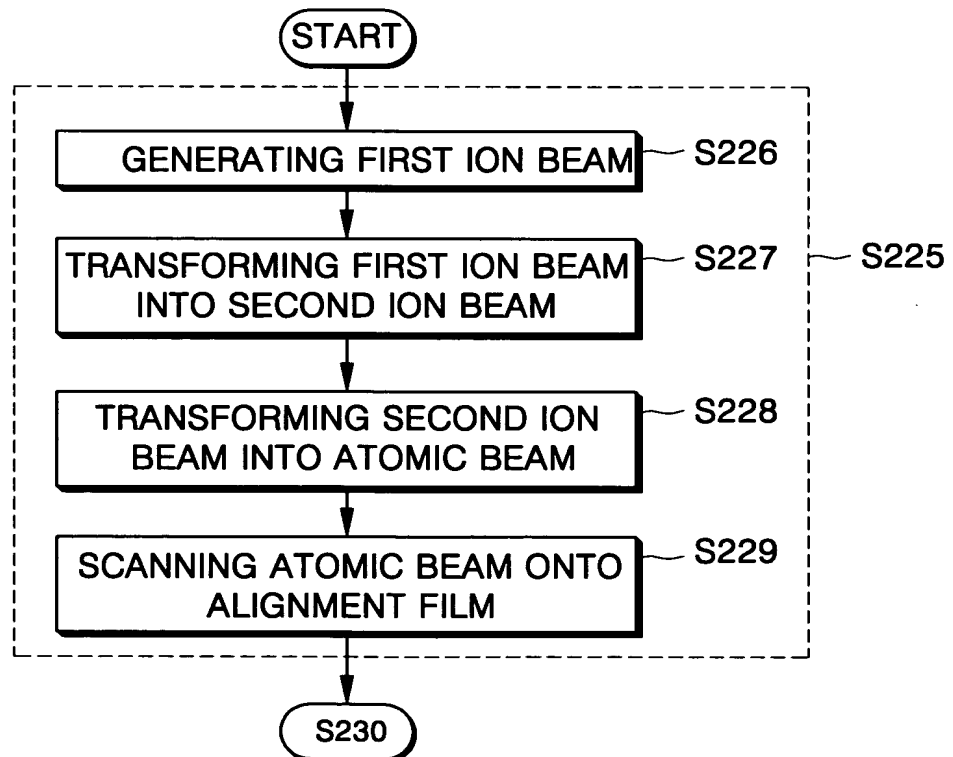 START
GENERATING FIRST ION BEAM
S226
TRANSFORMING FIRST ION BEAM
INTO SECOND ION BEAM
S227
S225
TRANSFORMING SECOND ION
BEAM INTO ATOMIC BEAM
S228
SCANNING ATOMIC BEAM ONTO
ALIGNMENT FILM
S229
S230